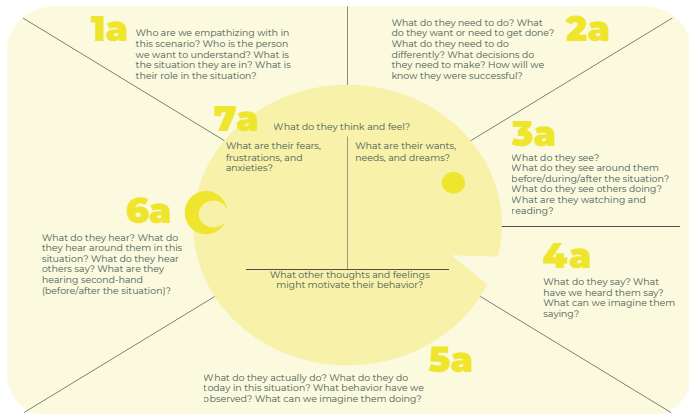 1a
Who are we empathizing with in
this scenario? Who is the person
we want to understand? What is
the situation they are in? What is
their role in the situation?
2a
What do they need to do? What
do they want or need to get done?
What do they need to do
differently? What decisions do
they need to make? How will we
know they were successful?
3a
What do they see?
What do they see around them
before/during/after the situation?
What do they see others doing?
What are they watching and
reading?
4a
What do they say? What
have we heard them say?
What can we imagine them
saying?
5a
What do they actually do? What do they do
today in this situation? What behavior have we
observed? What can we imagine them doing?
6a
What do they hear? What do
they hear around them in this
situation? What do they hear
others say? What are they
hearing second-hand
(before/after the situation)?
7a
What do they think and feel?
What are their fears,
frustrations, and
anxieties?
What are their wants,
needs, and dreams?
What other thoughts and feelings
might motivate their behavior?